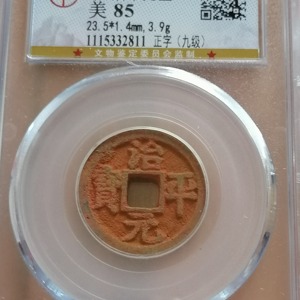 美 85
23.5*1.4mm, 3.9g
1115332811 正字（九级）
★ 文物鉴定委员会监制 ★
治平元寳